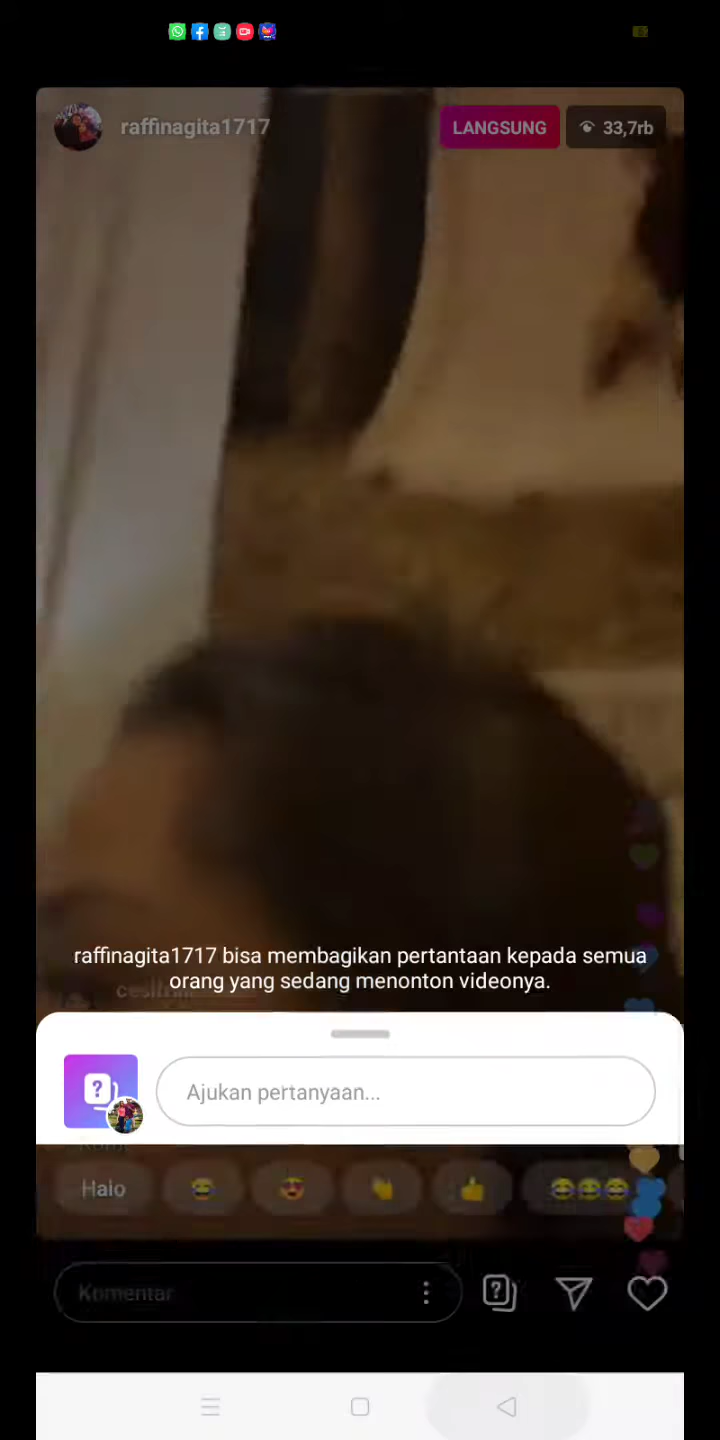 raffinagita1717
LANGSUNG
33,7rb
raffinagita1717 bisa membagikan pertantaan kepada semua
orang yang sedang menonton videonya.
Ajukan pertanyaan...
Halo
Komentar